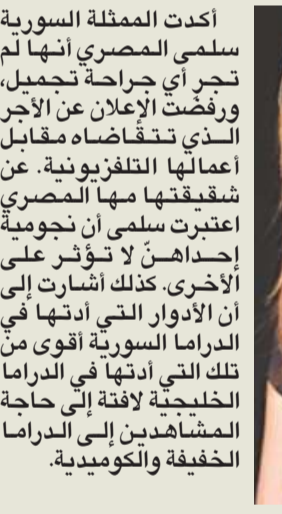 أكدت الممثلة السورية
سلمى المصري أنها لم
تجر أي جراحة تجميل،
ورفضت الإعلان عن الأجر
الذي تتقاضاه مقابل
أعمالها التلفزيونية. عن
شقيقتها مها المصري
اعتبرت سلمى أن نجومية
إحداهنّ لا تؤثر على
الأخرى. كذلك أشارت إلى
أن الأدوار التي أدتها في
الدراما السورية أقوى من
تلك التي أدتها في الدراما
الخليجية لافتة إلى حاجة
المشاهدين إلى الدراما
الخفيفة والكوميدية.